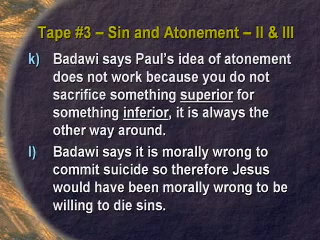 Tape #3 – Sin and Atonement – II & III
k) Badawi says Paul's idea of atonement
does not work because you do not
sacrifice something superior for
something inferior, it is always the
other way around.
l) Badawi says it is morally wrong to
commit suicide so therefore Jesus
would have been morally wrong to be
willing to die sins.